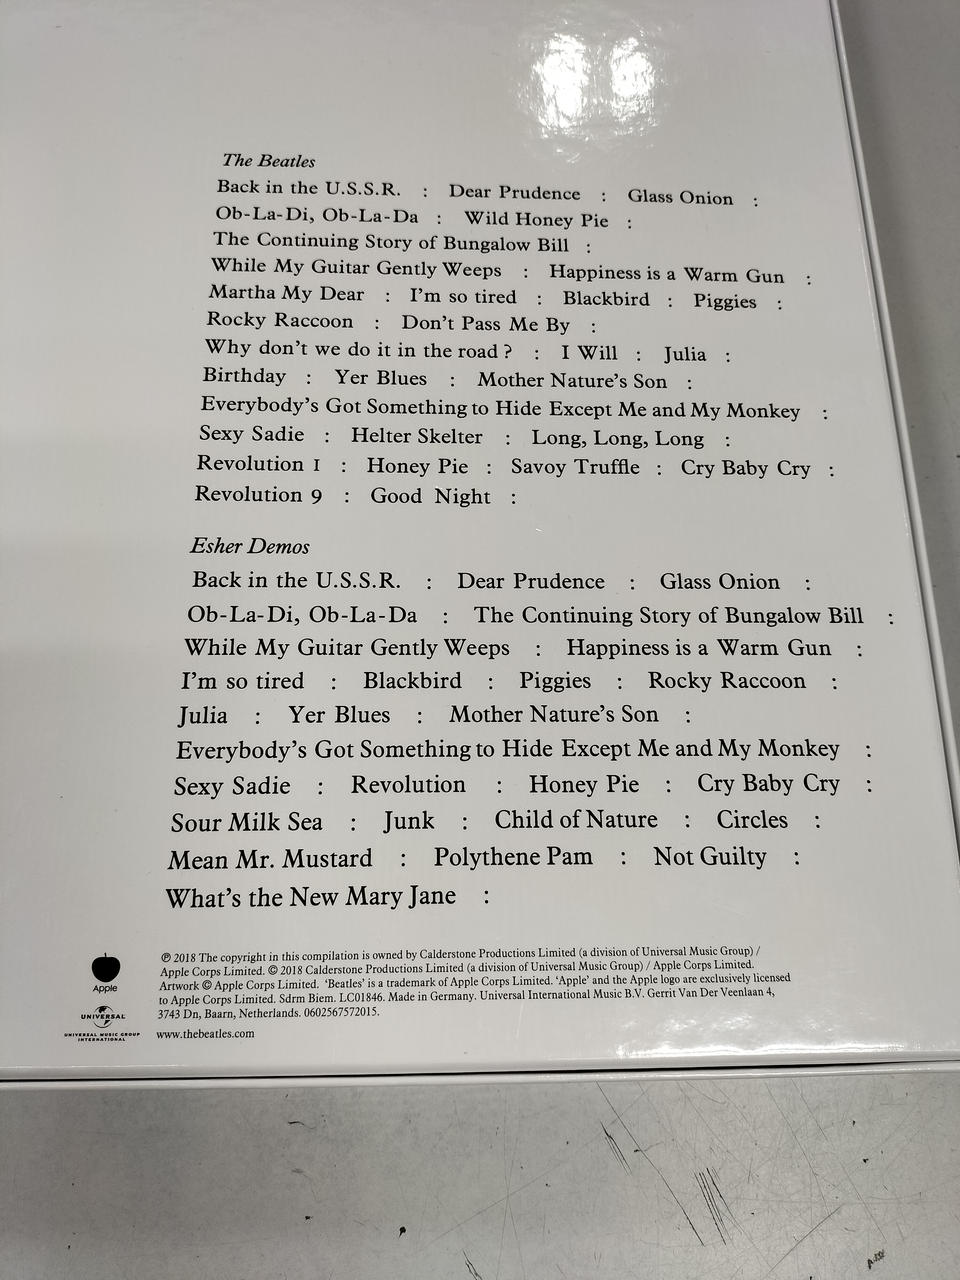 The Beatles
Back in the U.S.S.R. : Dear Prudence : Glass Onion :
Ob-La-Di, Ob-La-Da : Wild Honey Pie :
The Continuing Story of Bungalow Bill :
While My Guitar Gently Weeps : Happiness is a Warm Gun :
Martha My Dear : I'm so tired : Blackbird : Piggies :
Rocky Raccoon : Don't Pass Me By :
Why don't we do it in the road ? : I Will : Julia :
Birthday : Yer Blues : Mother Nature's Son :
Everybody's Got Something to Hide Except Me and My Monkey :
Sexy Sadie : Helter Skelter : Long, Long, Long :
Revolution 1 : Honey Pie : Savoy Truffle : Cry Baby Cry :
Revolution 9 : Good Night :
Esher Demos
Back in the U.S.S.R. : Dear Prudence : Glass Onion :
Ob-La-Di, Ob-La-Da : The Continuing Story of Bungalow Bill :
While My Guitar Gently Weeps : Happiness is a Warm Gun :
I'm so tired : Blackbird : Piggies : Rocky Raccoon :
Julia : Yer Blues : Mother Nature's Son :
Everybody's Got Something to Hide Except Me and My Monkey :
Sexy Sadie : Revolution : Honey Pie : Cry Baby Cry :
Sour Milk Sea : Junk : Child of Nature : Circles :
Mean Mr. Mustard : Polythene Pam : Not Guilty :
What's the New Mary Jane :
℗ 2018 The copyright in this compilation is owned by Calderstone Productions Limited (a division of Universal Music Group) /
Apple Corps Limited. © 2018 Calderstone Productions Limited (a division of Universal Music Group) / Apple Corps Limited.
Artwork © Apple Corps Limited. 'Beatles' is a trademark of Apple Corps Limited. 'Apple' and the Apple logo are exclusively licensed
to Apple Corps Limited. Sdrm Biem. LC01846. Made in Germany. Universal International Music B.V. Gerrit Van Der Veenlaan 4,
3743 Dn, Baarn, Netherlands. 0602567572015.
www.thebeatles.com
Apple
UNIVERSAL
UNIVERSAL MUSIC GROUP
INTERNATIONAL